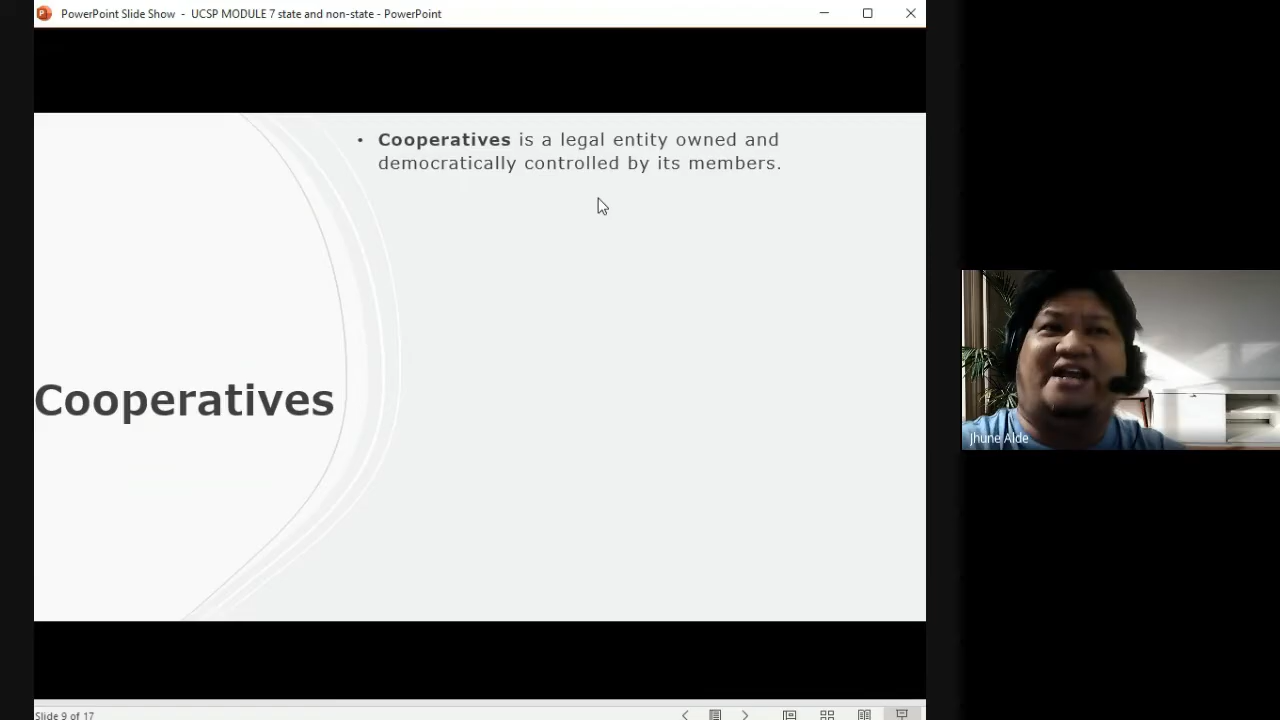 PowerPoint Slide Show - UCSP MODULE 7 state and non-state - PowerPoint
• Cooperatives is a legal entity owned and
democratically controlled by its members.
Cooperatives
Jhune Alde
Slide 9 of 17